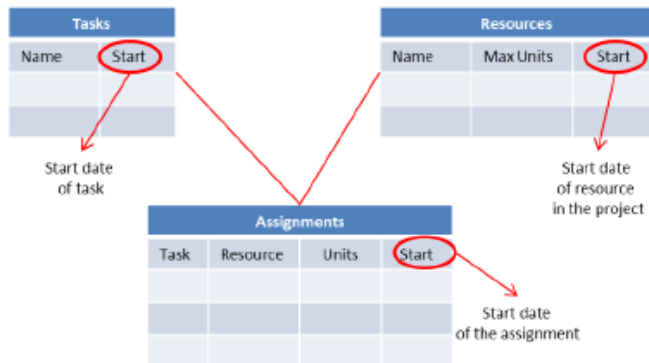 Tasks
Name Start
Resources
Name Max Units Start
Start date
of task
Start date
of resource
in the project
Assignments
Task Resource Units Start
Start date
of the assignment